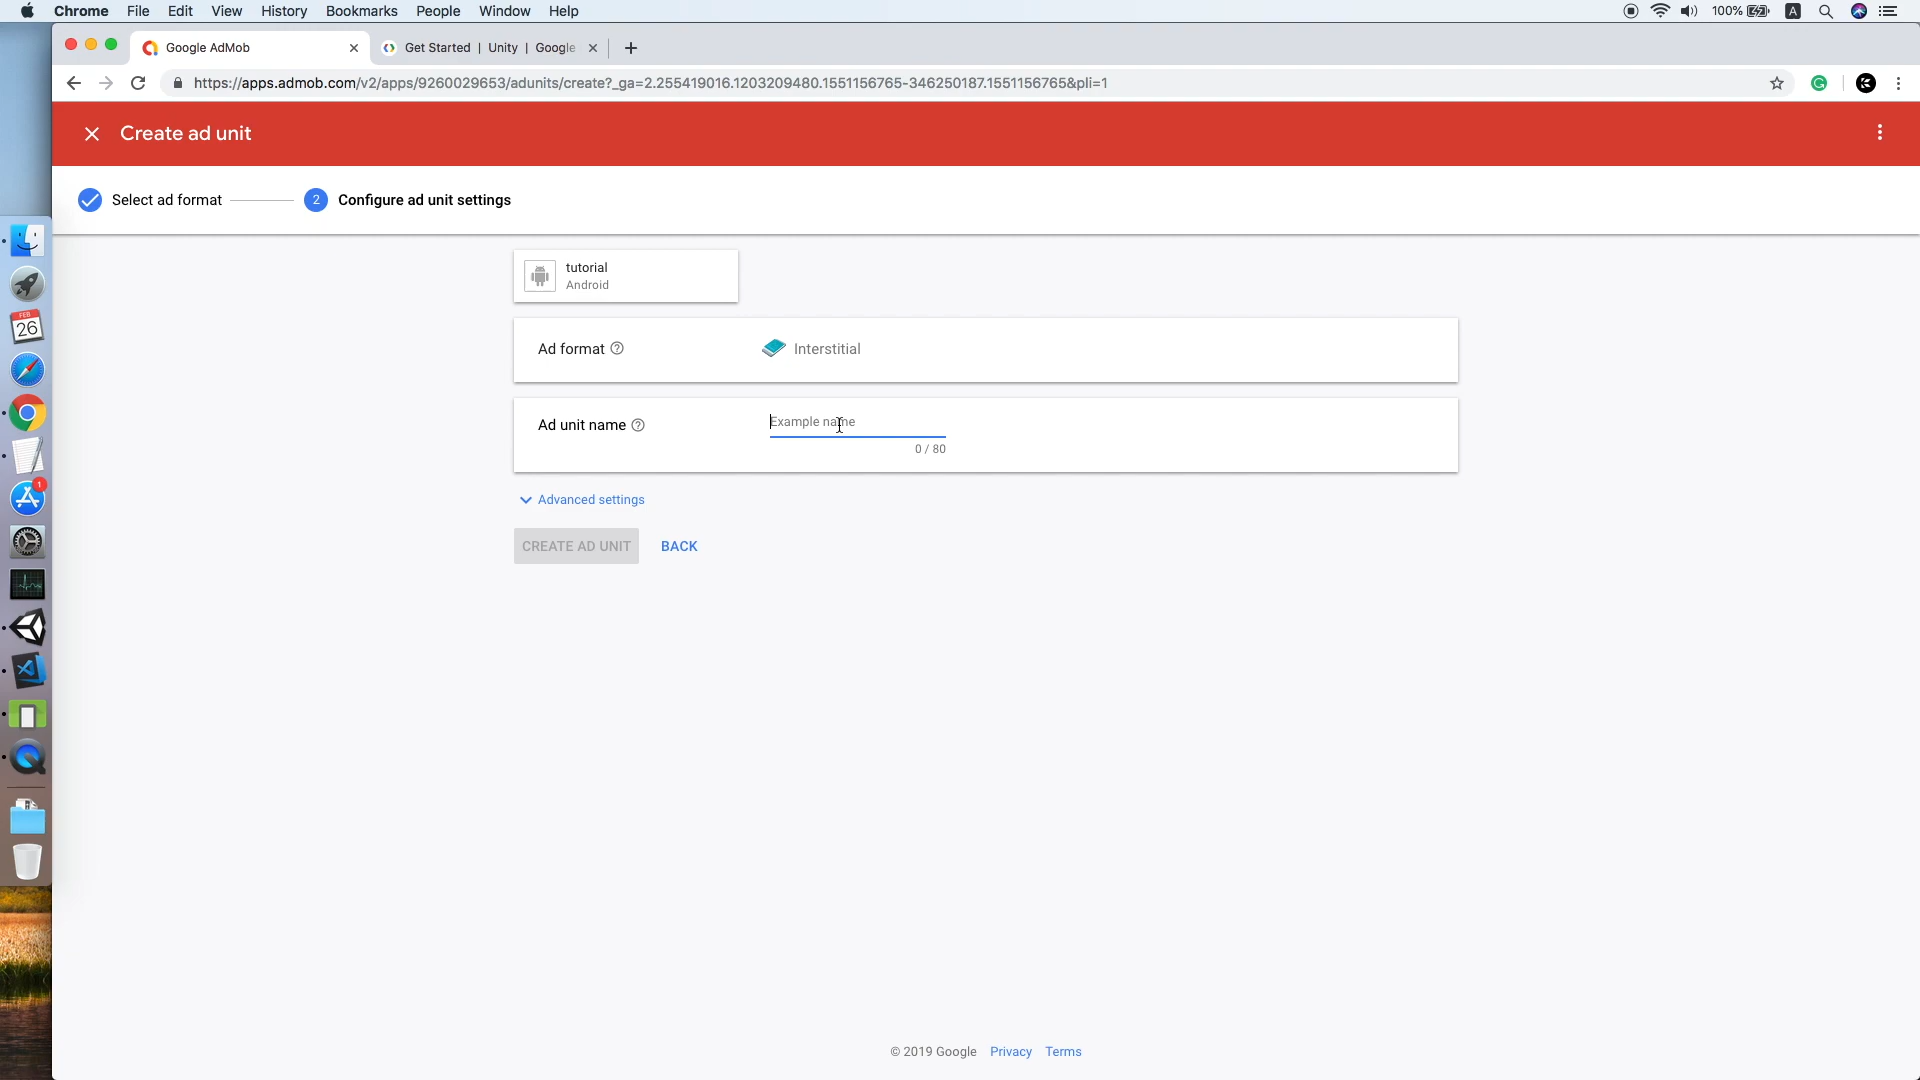 Chrome File Edit View History Bookmarks People Window Help 100% A
Google AdMob
Get Started | Unity | Google
https://apps.admob.com/v2/apps/9260029653/adunits/create?_ga=2.255419016.1203209480.1551156765-346250187.1551156765&pli=1
Create ad unit
Select ad format
2 Configure ad unit settings
tutorial
Android
Ad format
Interstitial
Ad unit name
Example name
0 / 80
Advanced settings
CREATE AD UNIT
BACK
FEB
26
1
© 2019 Google Privacy Terms